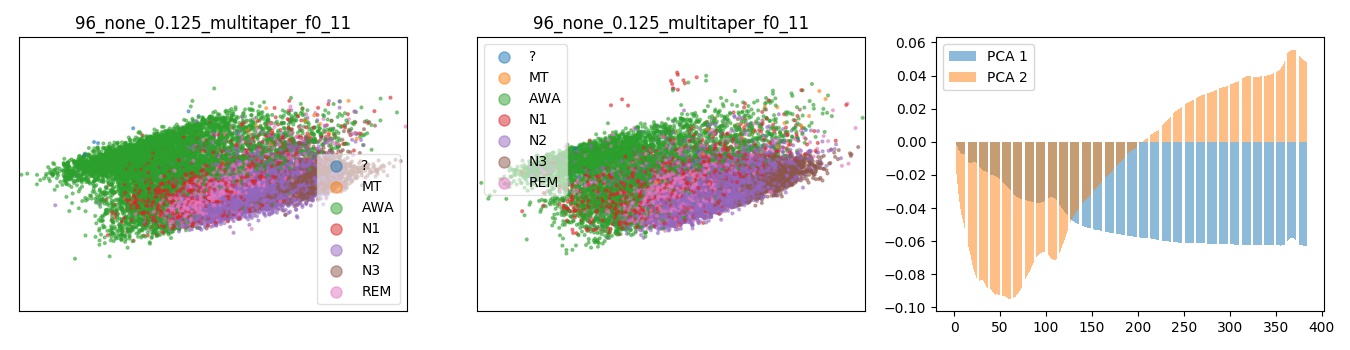 96_none_0.125_multitaper_f0_11
?
MT
AWA
N1
N2
N3
REM
96_none_0.125_multitaper_f0_11
?
MT
AWA
N1
N2
N3
REM
PCA 1
PCA 2
0.06
0.04
0.02
0.00
−0.02
−0.04
−0.06
−0.08
−0.10
0 50 100 150 200 250 300 350 400